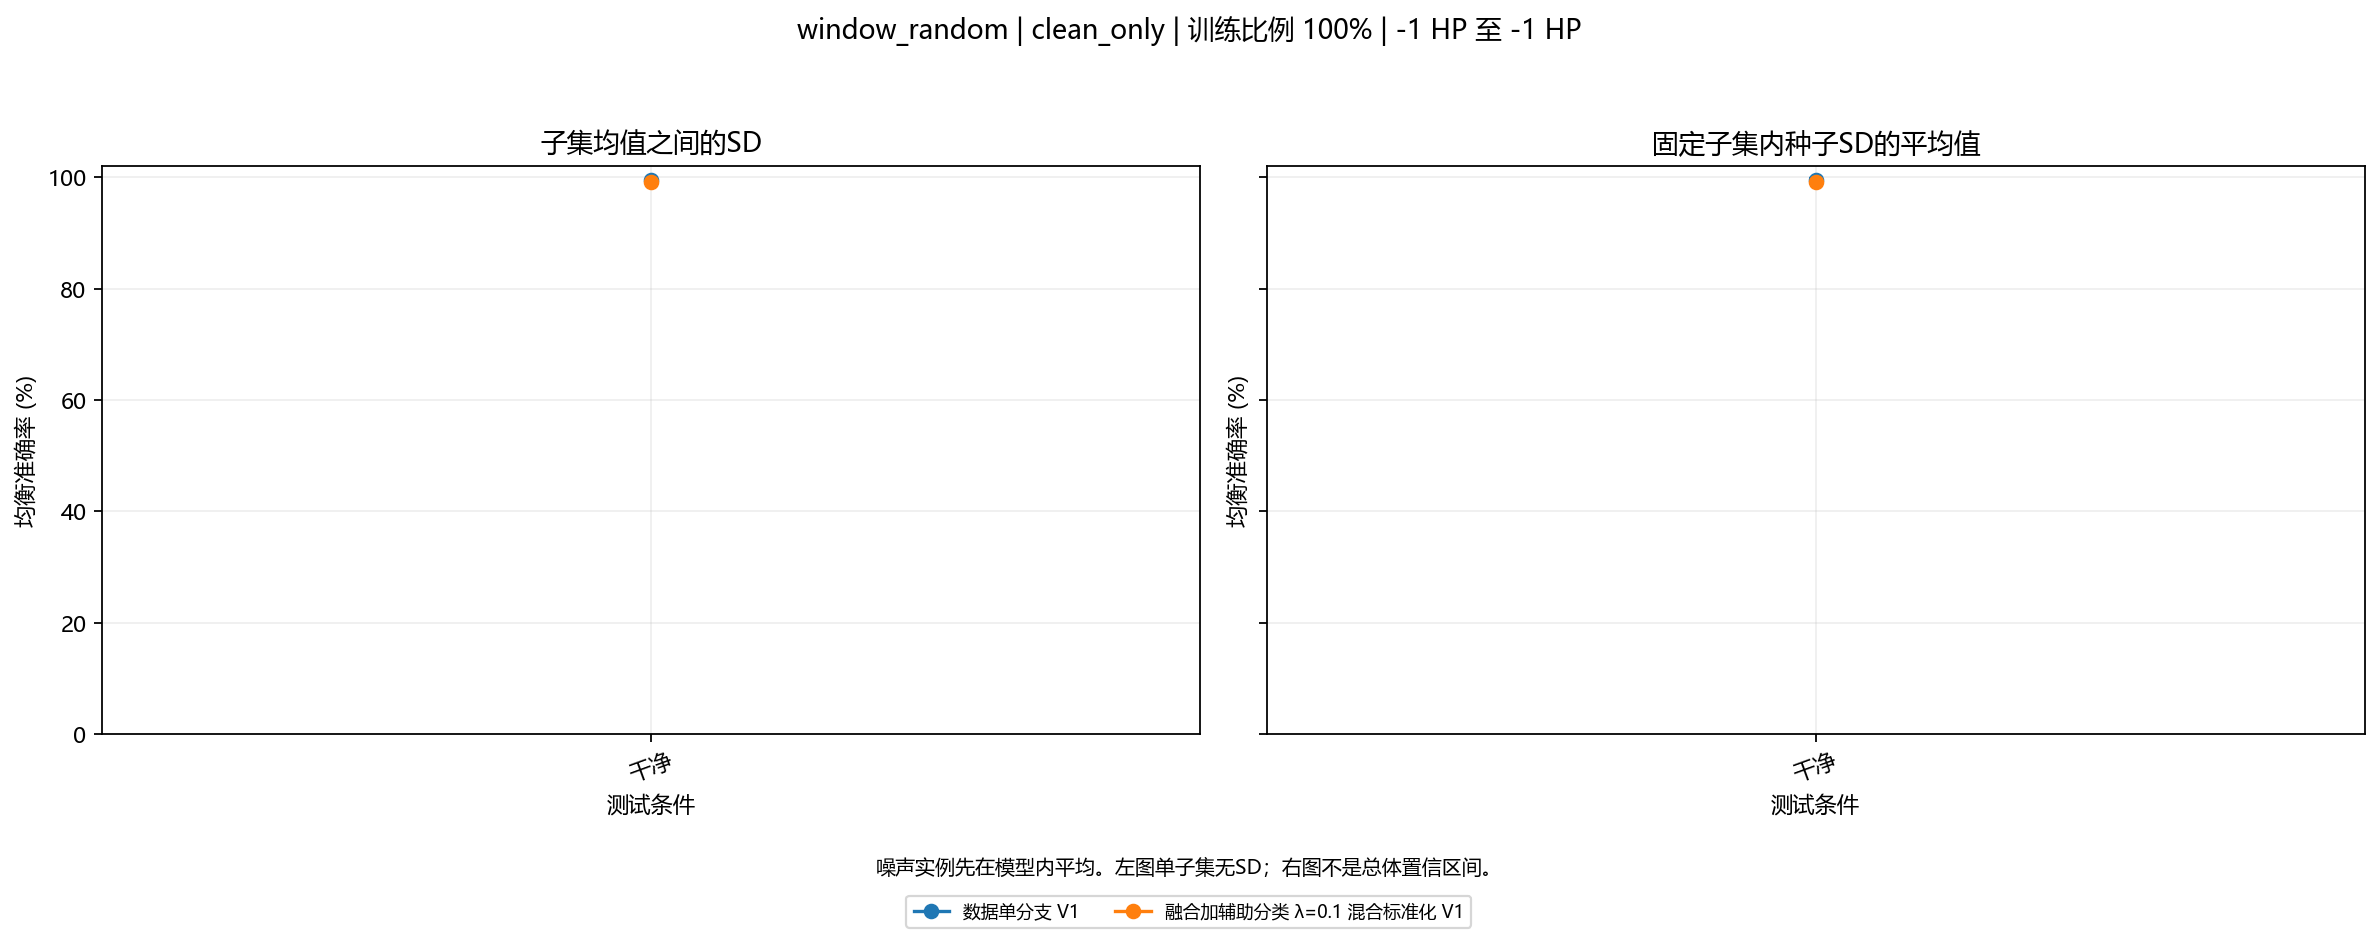 window_random | clean_only | 训练比例 100% | -1 HP 至 -1 HP
子集均值之间的SD
固定子集内种子SD的平均值
均衡准确率 (%)
100
80
60
40
20
0
干净
测试条件
均衡准确率 (%)
干净
测试条件
噪声实例先在模型内平均。左图单子集无SD；右图不是总体置信区间。
数据单分支 V1
融合加辅助分类 λ=0.1 混合标准化 V1